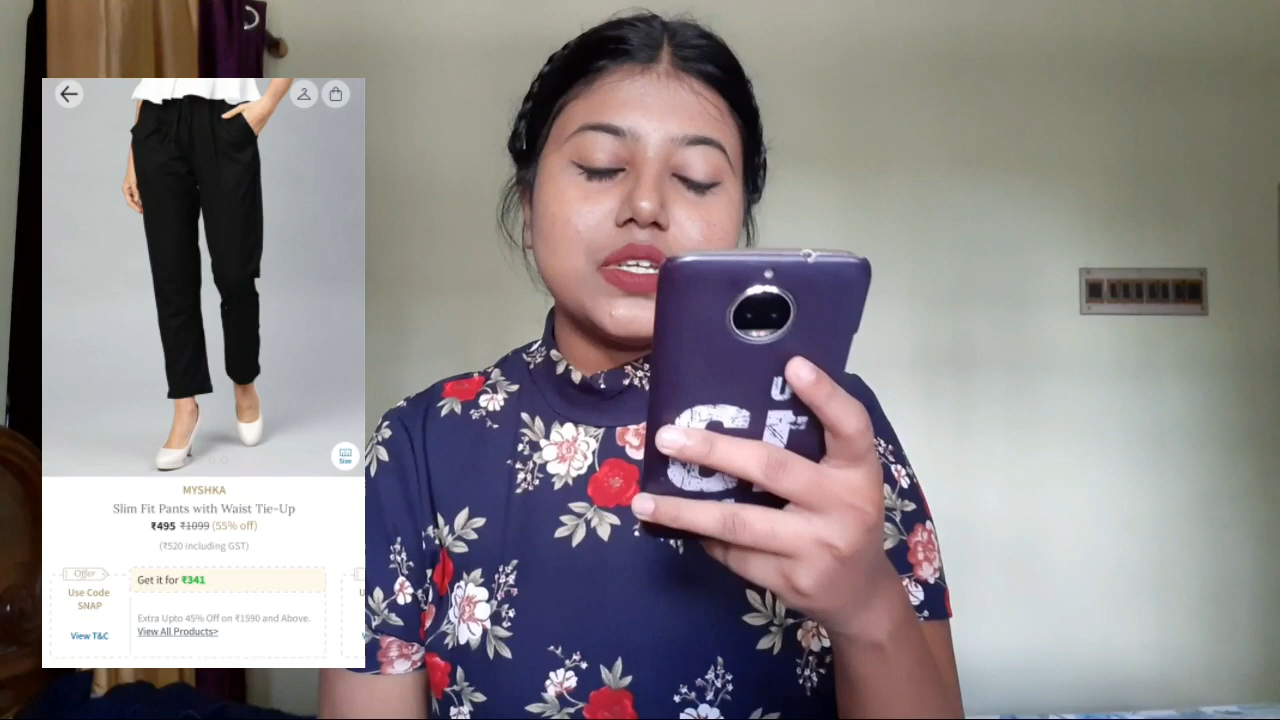 Size
MYSHKA
Slim Fit Pants with Waist Tie-Up
₹495 ₹1099 (55% off)
(₹520 including GST)
Offer
Use Code
SNAP
View T&C
Get it for ₹341
Extra Upto 45% Off on ₹1590 and Above.
View All Products>